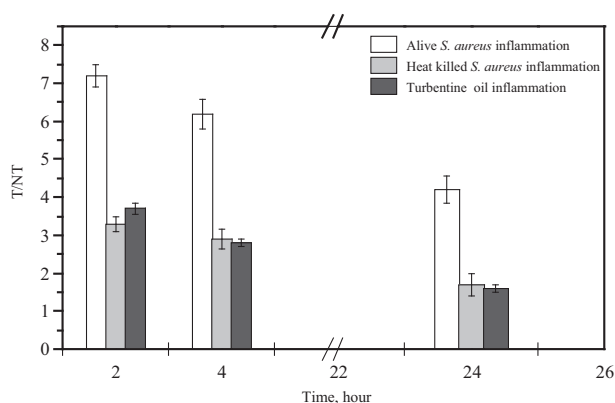 8
7
6
5
4
3
2
1
0
T/NT
Alive S. aureus inflammation
Heat killed S. aureus inflammation
Turbentine oil inflammation
2 4 22 24 26
Time, hour